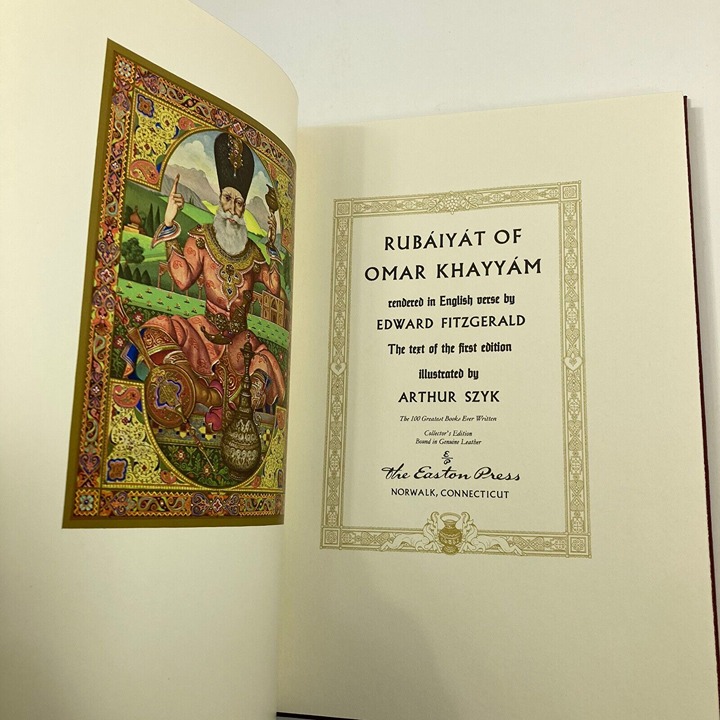 RUBÁIYÁT OF
OMAR KHAYYÁM
rendered in English verse by
EDWARD FITZGERALD
The text of the first edition
illustrated by
ARTHUR SZYK
The 100 Greatest Books Ever Written
Collector's Edition
Bound in Genuine Leather
The Easton Press
NORWALK, CONNECTICUT